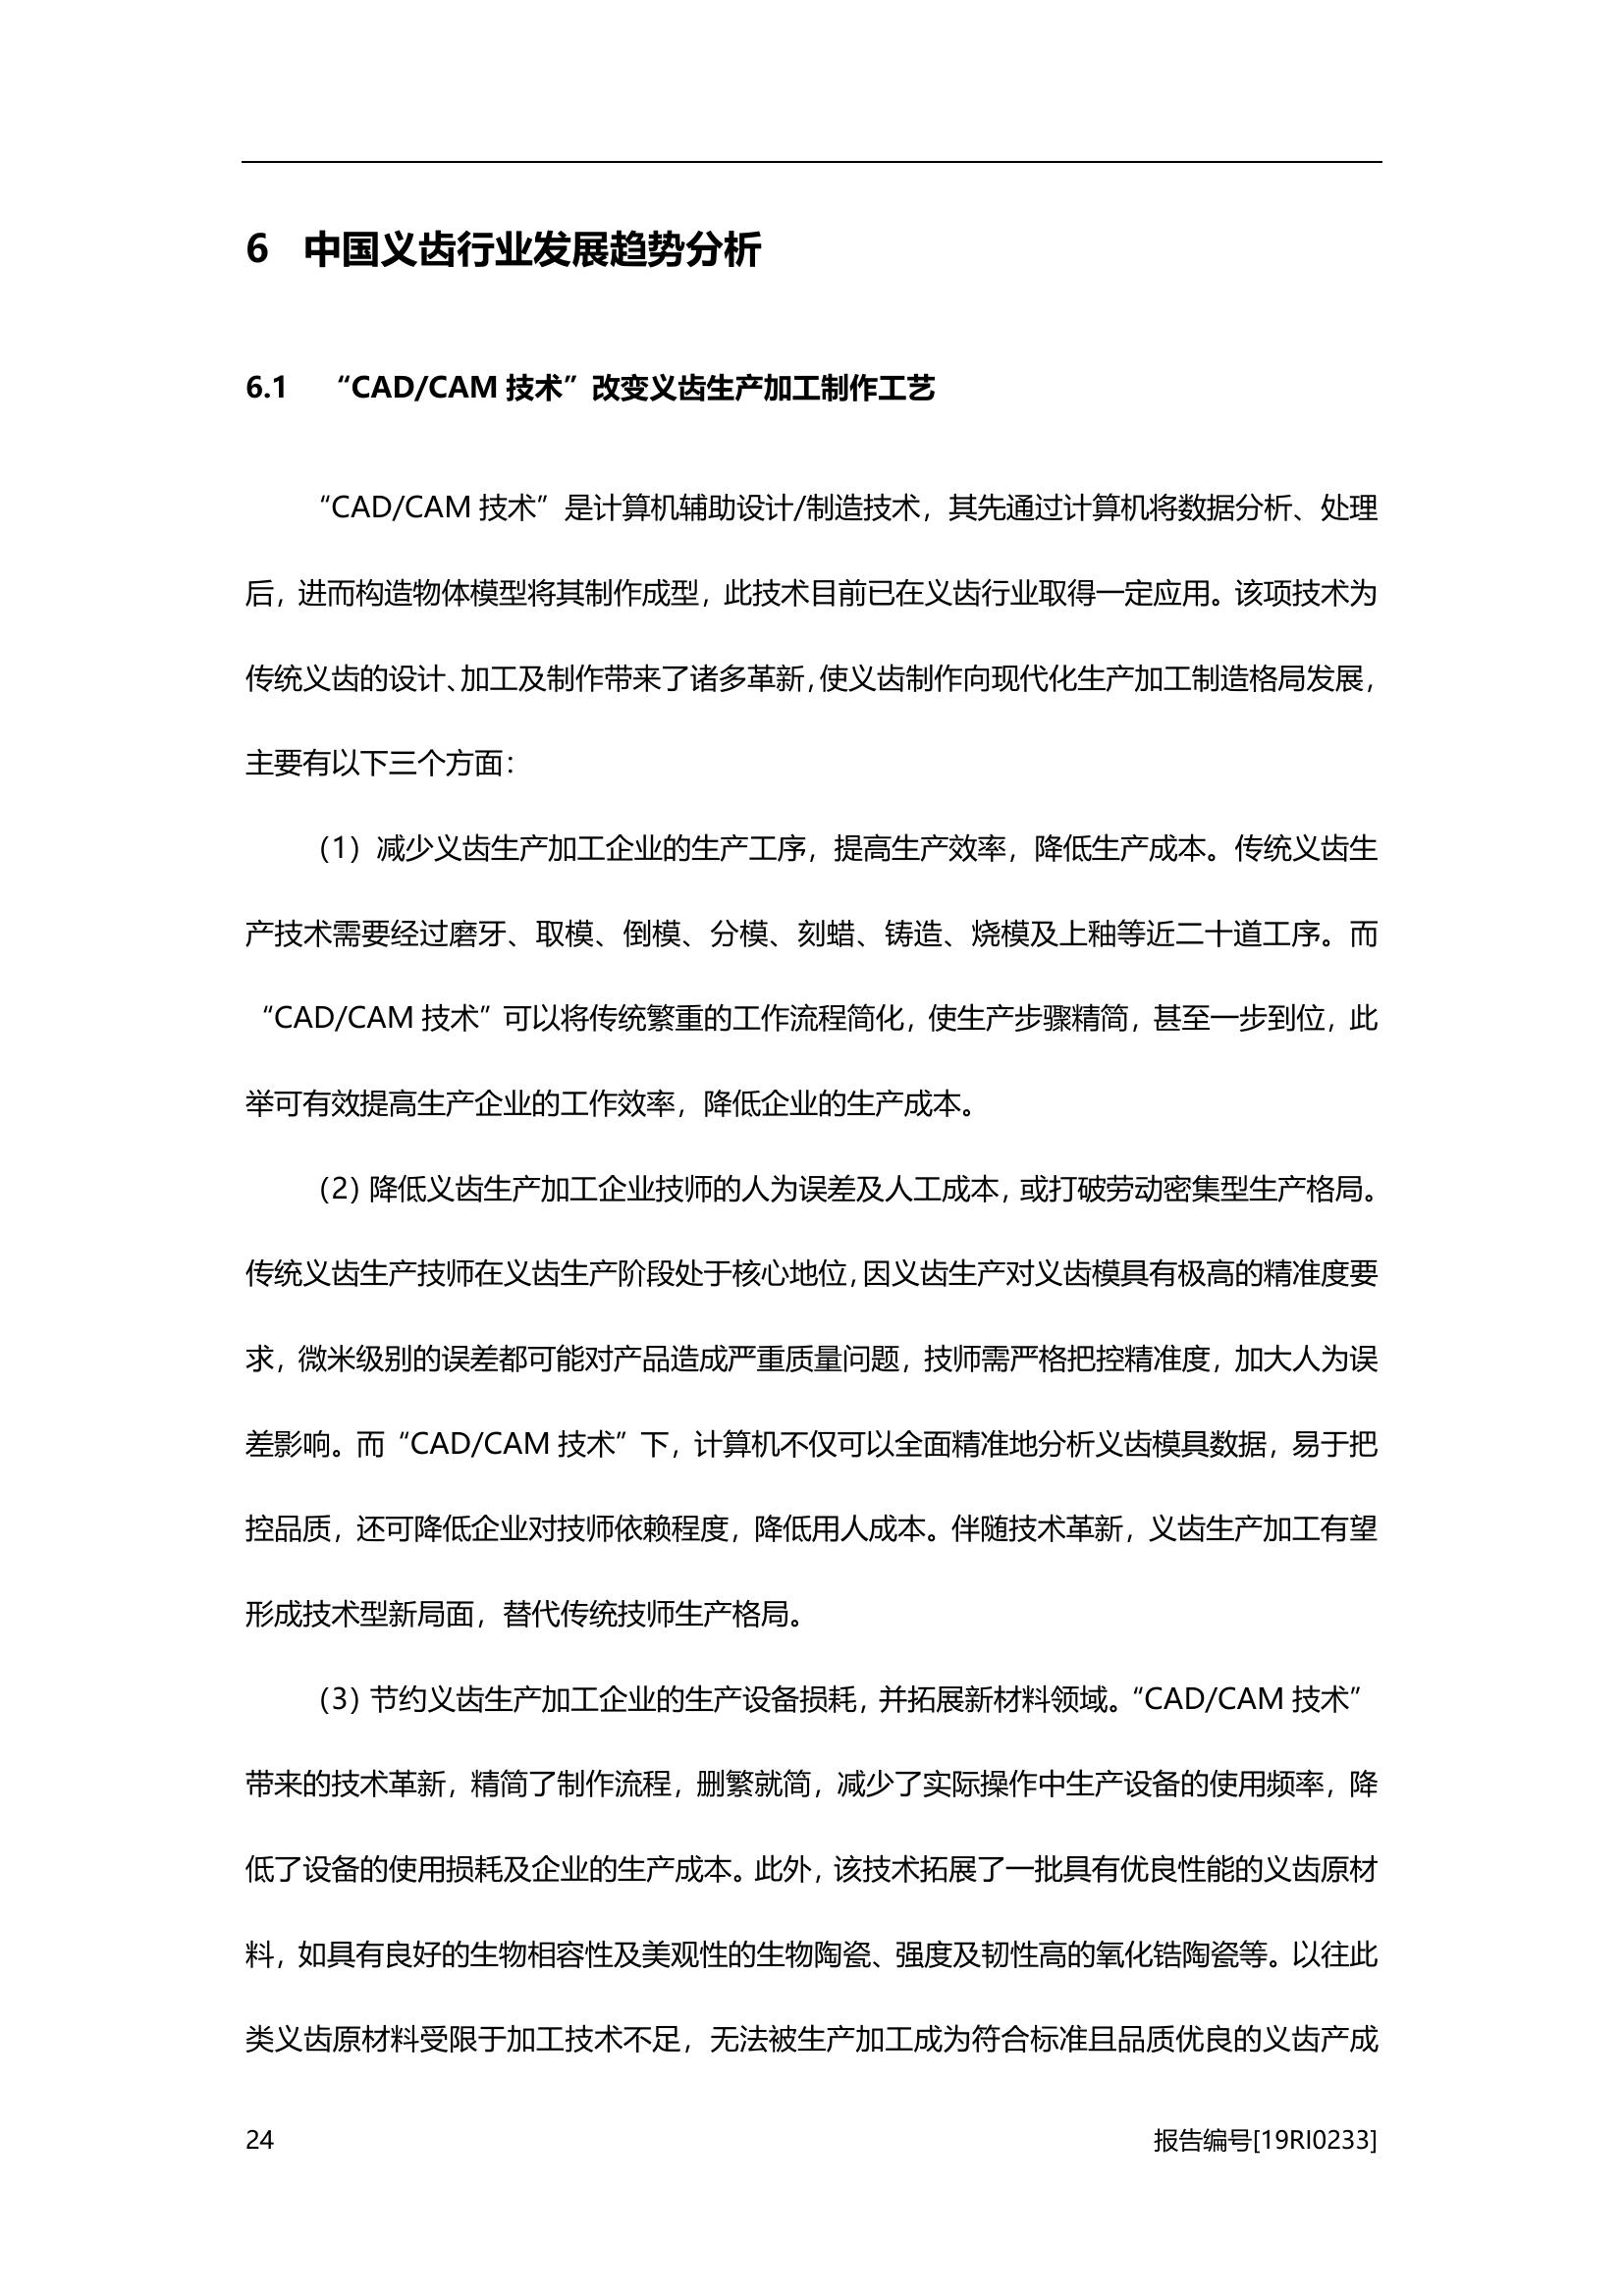 6 中国义齿行业发展趋势分析
6.1 “CAD/CAM 技术”改变义齿生产加工制作工艺
“CAD/CAM 技术”是计算机辅助设计/制造技术，其先通过计算机将数据分析、处理
后，进而构造物体模型将其制作成型，此技术目前已在义齿行业取得一定应用。该项技术为
传统义齿的设计、加工及制作带来了诸多革新，使义齿制作向现代化生产加工制造格局发展，
主要有以下三个方面：
（1）减少义齿生产加工企业的生产工序，提高生产效率，降低生产成本。传统义齿生
产技术需要经过磨牙、取模、倒模、分模、刻蜡、铸造、烧模及上釉等近二十道工序。而
“CAD/CAM 技术”可以将传统繁重的工作流程简化，使生产步骤精简，甚至一步到位，此
举可有效提高生产企业的工作效率，降低企业的生产成本。
（2）降低义齿生产加工企业技师的人为误差及人工成本，或打破劳动密集型生产格局。
传统义齿生产技师在义齿生产阶段处于核心地位，因义齿生产对义齿模具有极高的精准度要
求，微米级别的误差都可能对产品造成严重质量问题，技师需严格把控精准度，加大人为误
差影响。而“CAD/CAM 技术”下，计算机不仅可以全面精准地分析义齿模具数据，易于把
控品质，还可降低企业对技师依赖程度，降低用人成本。伴随技术革新，义齿生产加工有望
形成技术型新局面，替代传统技师生产格局。
（3）节约义齿生产加工企业的生产设备损耗，并拓展新材料领域。“CAD/CAM 技术”
带来的技术革新，精简了制作流程，删繁就简，减少了实际操作中生产设备的使用频率，降
低了设备的使用损耗及企业的生产成本。此外，该技术拓展了一批具有优良性能的义齿原材
料，如具有良好的生物相容性及美观性的生物陶瓷、强度及韧性高的氧化锆陶瓷等。以往此
类义齿原材料受限于加工技术不足，无法被生产加工成为符合标准且品质优良的义齿产成
24 报告编号[19RI0233]